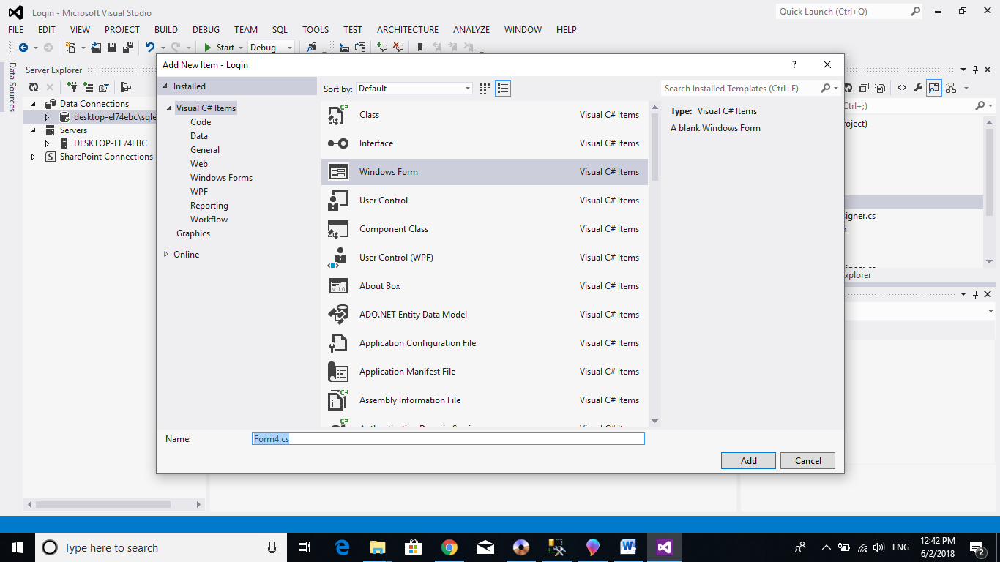 Login - Microsoft Visual Studio
Quick Launch (Ctrl+Q)
FILE EDIT VIEW PROJECT BUILD DEBUG TEAM SQL TOOLS TEST ARCHITECTURE ANALYZE WINDOW HELP
Start Debug
Data Sources
Server Explorer
Data Connections
desktop-el74ebc\sqle
Servers
DESKTOP-EL74EBC
SharePoint Connections
Add New Item - Login
?
Installed
Visual C# Items
Code
Data
General
Web
Windows Forms
WPF
Reporting
Workflow
Graphics
Online
Sort by: Default
Search Installed Templates (Ctrl+E)
Class Visual C# Items
Interface Visual C# Items
Windows Form Visual C# Items
User Control Visual C# Items
Component Class Visual C# Items
User Control (WPF) Visual C# Items
About Box Visual C# Items
ADO.NET Entity Data Model Visual C# Items
Application Configuration File Visual C# Items
Application Manifest File Visual C# Items
Assembly Information File Visual C# Items
Type: Visual C# Items
A blank Windows Form
Name: Form4.cs
Add Cancel
Ctrl+;)
roject)
signer.cs
xplorer
Type here to search
ENG
12:42 PM
6/2/2018
2